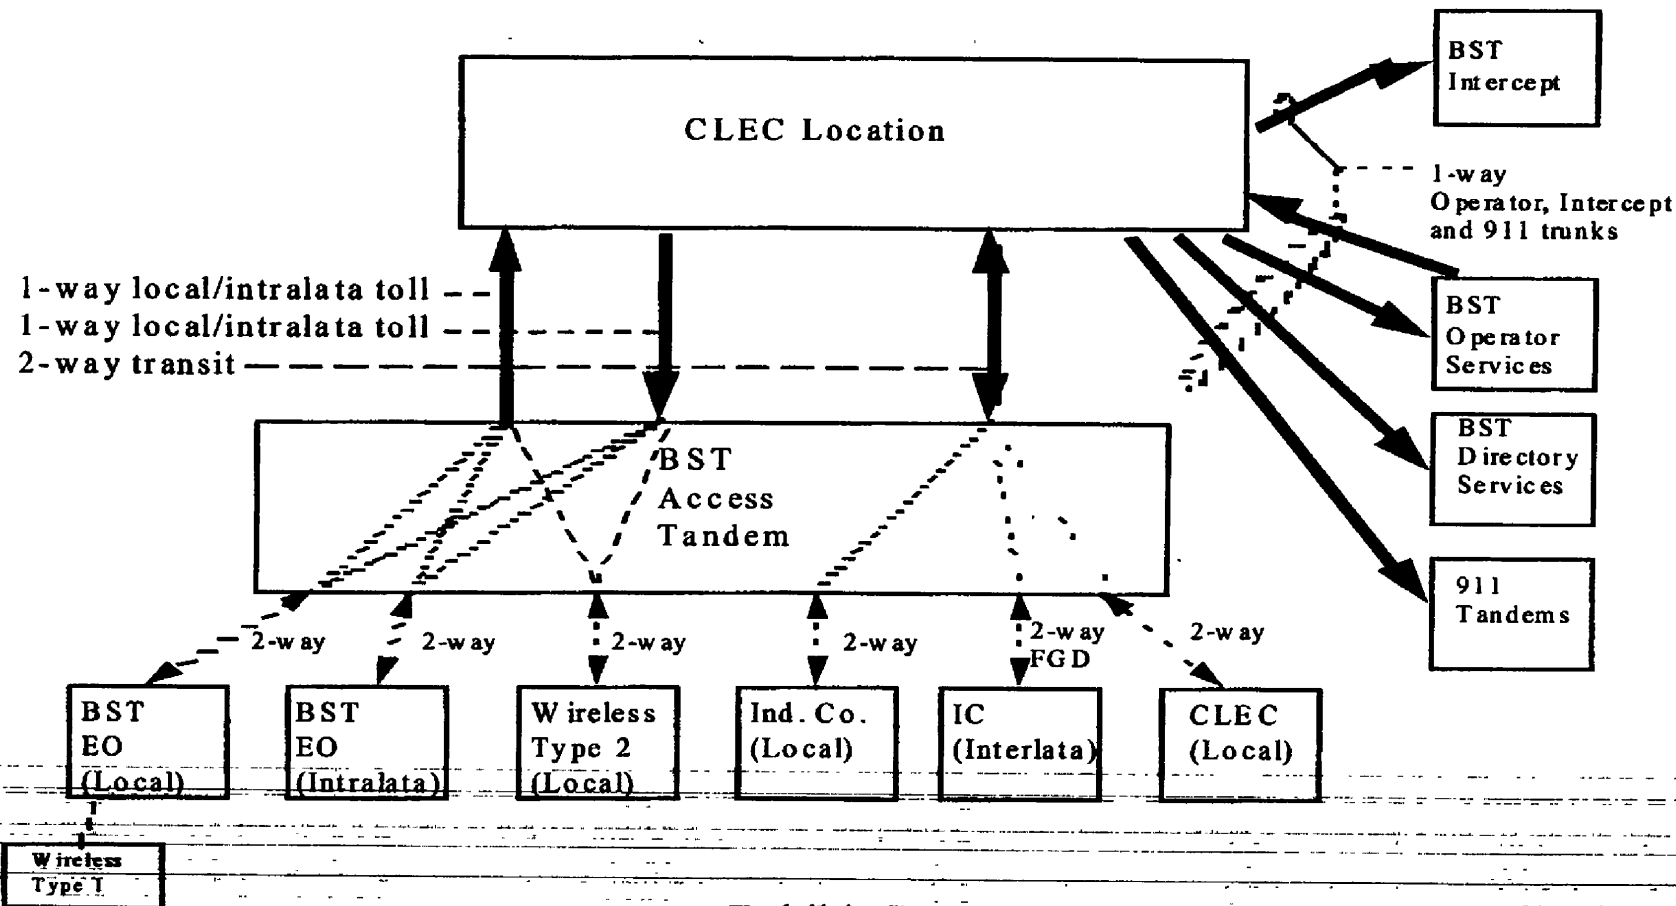 BST
Intercept
CLEC Location
1-way
Operator, Intercept
and 911 trunks
1-way local/intralata toll
1-way local/intralata toll
2-way transit
BST
Operator
Services
BST
Directory
Services
BST
Access
Tandem
911
Tandems
2-way
2-way
2-way
2-way
2-way
FGD
2-way
BST
EO
(Local)
BST
EO
(Intralata)
Wireless
Type 2
(Local)
Ind. Co.
(Local)
IC
(Interlata)
CLEC
(Local)
Wireless
Type 1